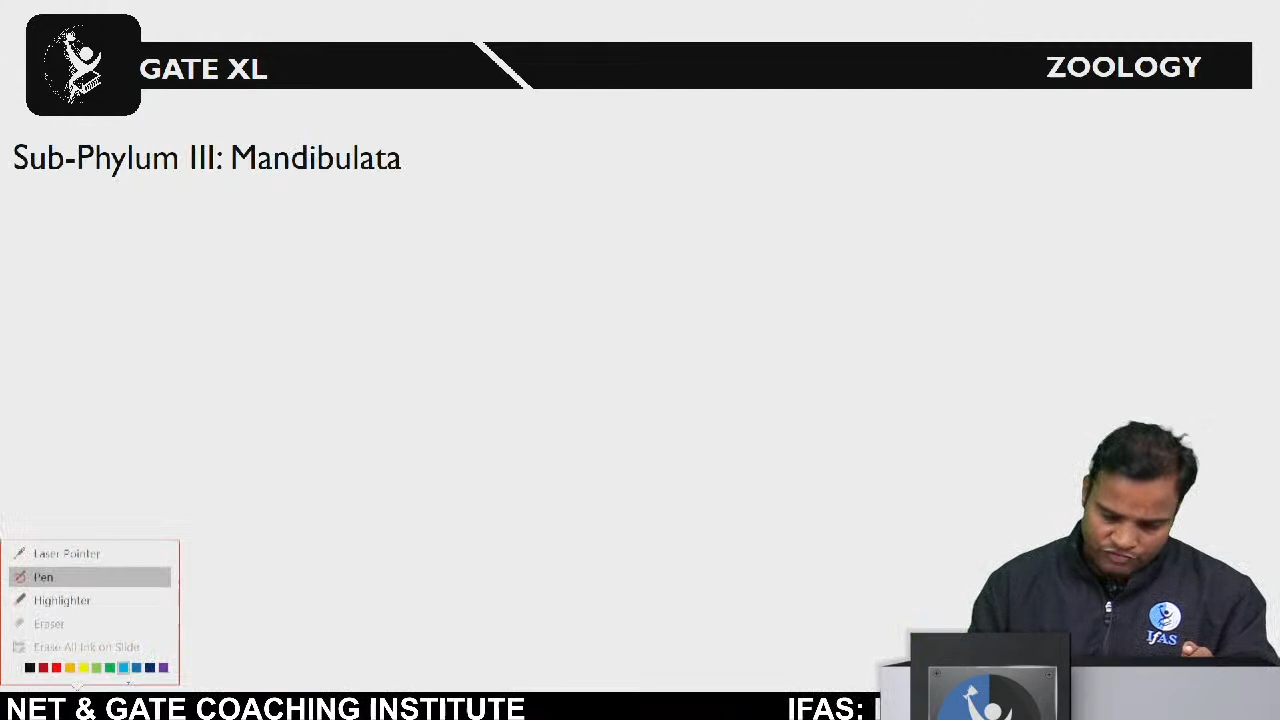 GATE XL
ZOOLOGY
Sub-Phylum III: Mandibulata
Laser Pointer
Pen
Highlighter
Eraser
Erase All Ink on Slide
IFAS
NET & GATE COACHING INSTITUTE
IFAS: